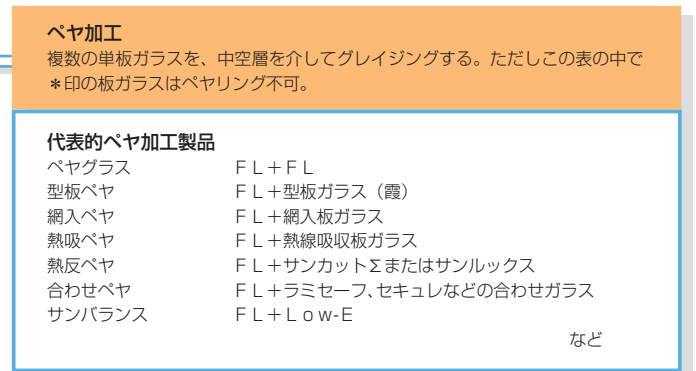 ペヤ加工
複数の単板ガラスを、中空層を介してグレイジングする。ただしこの表の中で
＊印の板ガラスはペヤリング不可。
代表的ペヤ加工製品
ペヤグラス ＦＬ＋ＦＬ
型板ペヤ ＦＬ＋型板ガラス（霞）
網入ペヤ ＦＬ＋網入板ガラス
熱吸ペヤ ＦＬ＋熱線吸収板ガラス
熱反ペヤ ＦＬ＋サンカットΣまたはサンルックス
合わせペヤ ＦＬ＋ラミセーフ、セキュレなどの合わせガラス
サンバランス ＦＬ＋Ｌｏｗ-Ｅ
など